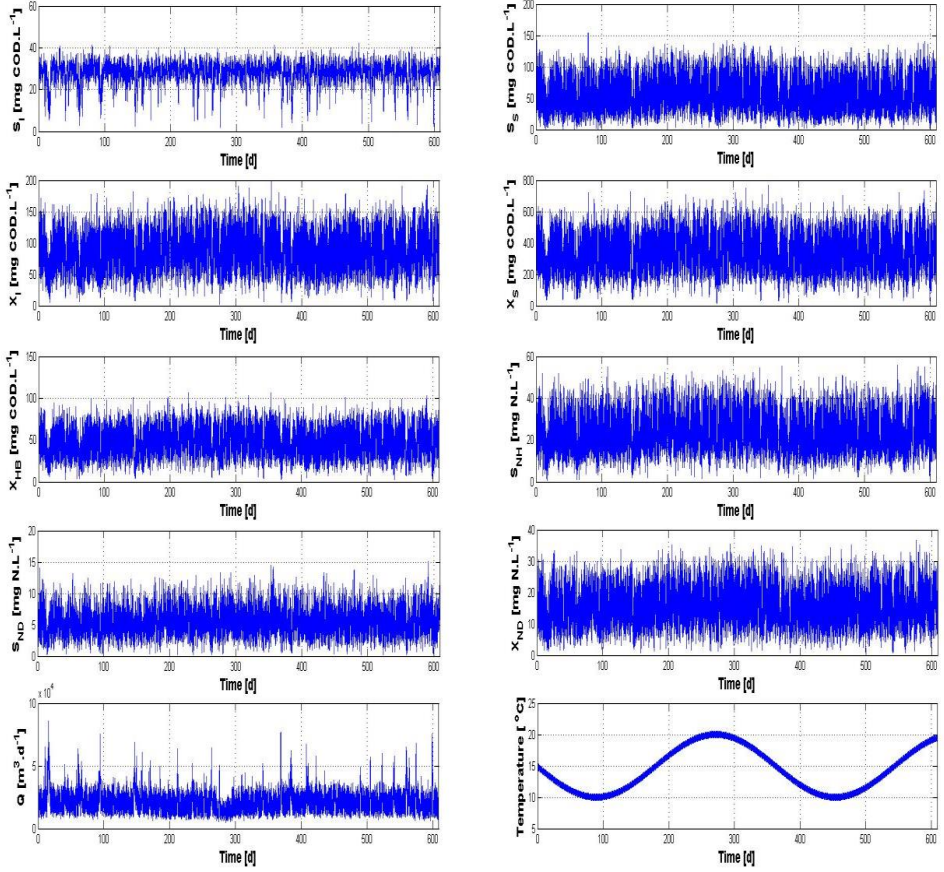 60
40
20
0
S_I [mg COD.L⁻¹]
0 100 200 300 400 500 600
Time [d]
200
150
100
50
0
S_S [mg COD.L⁻¹]
0 100 200 300 400 500 600
Time [d]
200
150
100
50
0
X_I [mg COD.L⁻¹]
0 100 200 300 400 500 600
Time [d]
800
600
400
200
0
X_S [mg COD.L⁻¹]
0 100 200 300 400 500 600
Time [d]
150
100
50
0
X_HB [mg COD.L⁻¹]
0 100 200 300 400 500 600
Time [d]
60
40
20
0
S_NH [mg N.L⁻¹]
0 100 200 300 400 500 600
Time [d]
20
15
10
5
0
S_ND [mg N.L⁻¹]
0 100 200 300 400 500 600
Time [d]
40
30
20
10
0
X_ND [mg N.L⁻¹]
0 100 200 300 400 500 600
Time [d]
x 10⁴
10
5
0
Q [m³.d⁻¹]
0 100 200 300 400 500 600
Time [d]
25
20
15
10
5
Temperature [ °C]
0 100 200 300 400 500 600
Time [d]